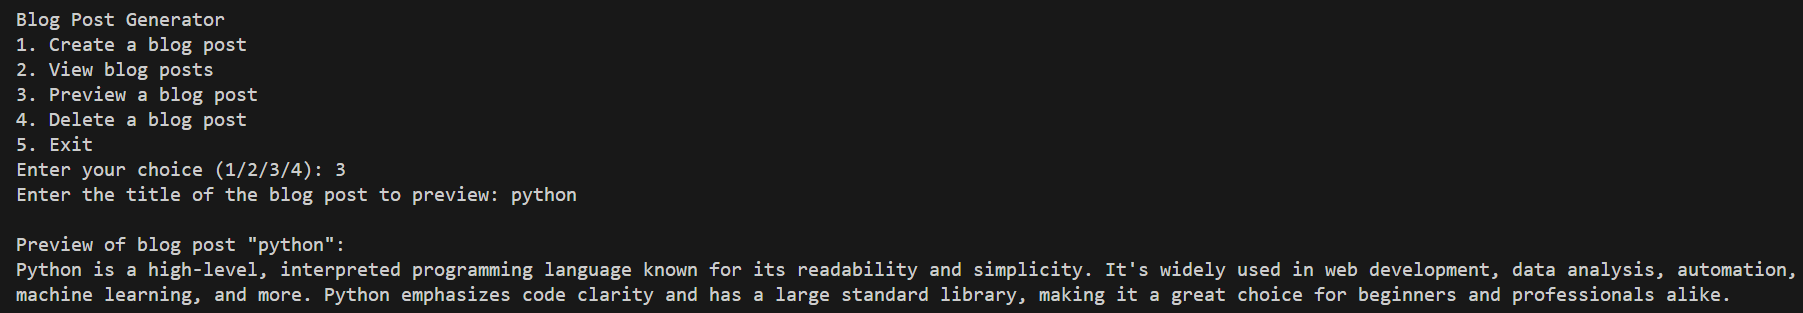 Blog Post Generator
1. Create a blog post
2. View blog posts
3. Preview a blog post
4. Delete a blog post
5. Exit
Enter your choice (1/2/3/4): 3
Enter the title of the blog post to preview: python
Preview of blog post "python":
Python is a high-level, interpreted programming language known for its readability and simplicity. It's widely used in web development, data analysis, automation,
machine learning, and more. Python emphasizes code clarity and has a large standard library, making it a great choice for beginners and professionals alike.